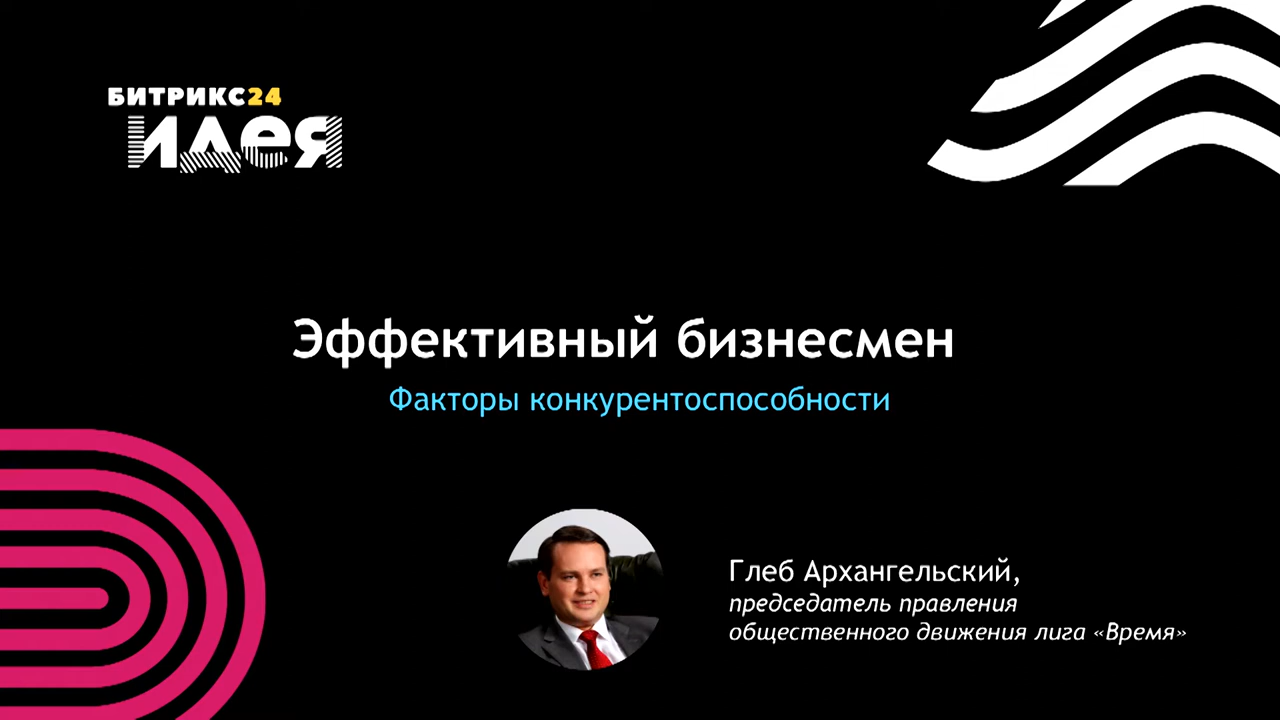 БИТРИКС24
идея
Эффективный бизнесмен
Факторы конкурентоспособности
Глеб Архангельский,
председатель правления
общественного движения лига «Время»